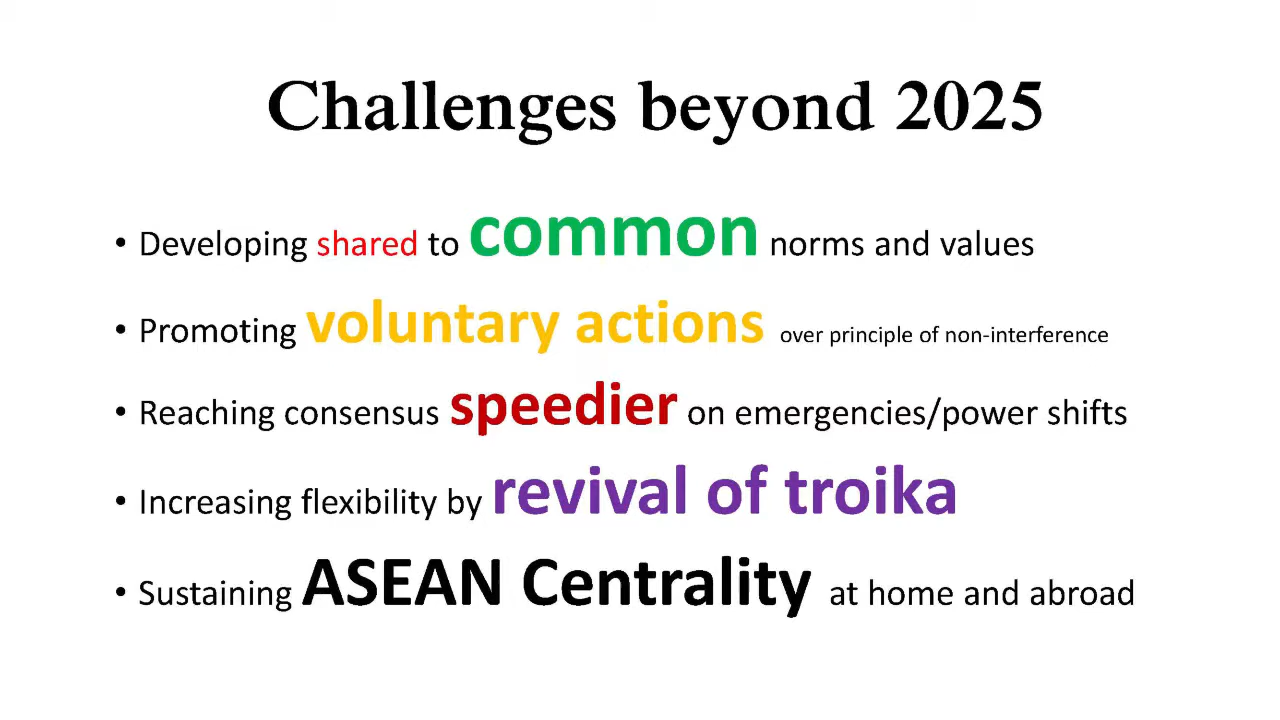 Challenges beyond 2025
• Developing shared to common norms and values
• Promoting voluntary actions over principle of non-interference
• Reaching consensus speedier on emergencies/power shifts
• Increasing flexibility by revival of troika
• Sustaining ASEAN Centrality at home and abroad